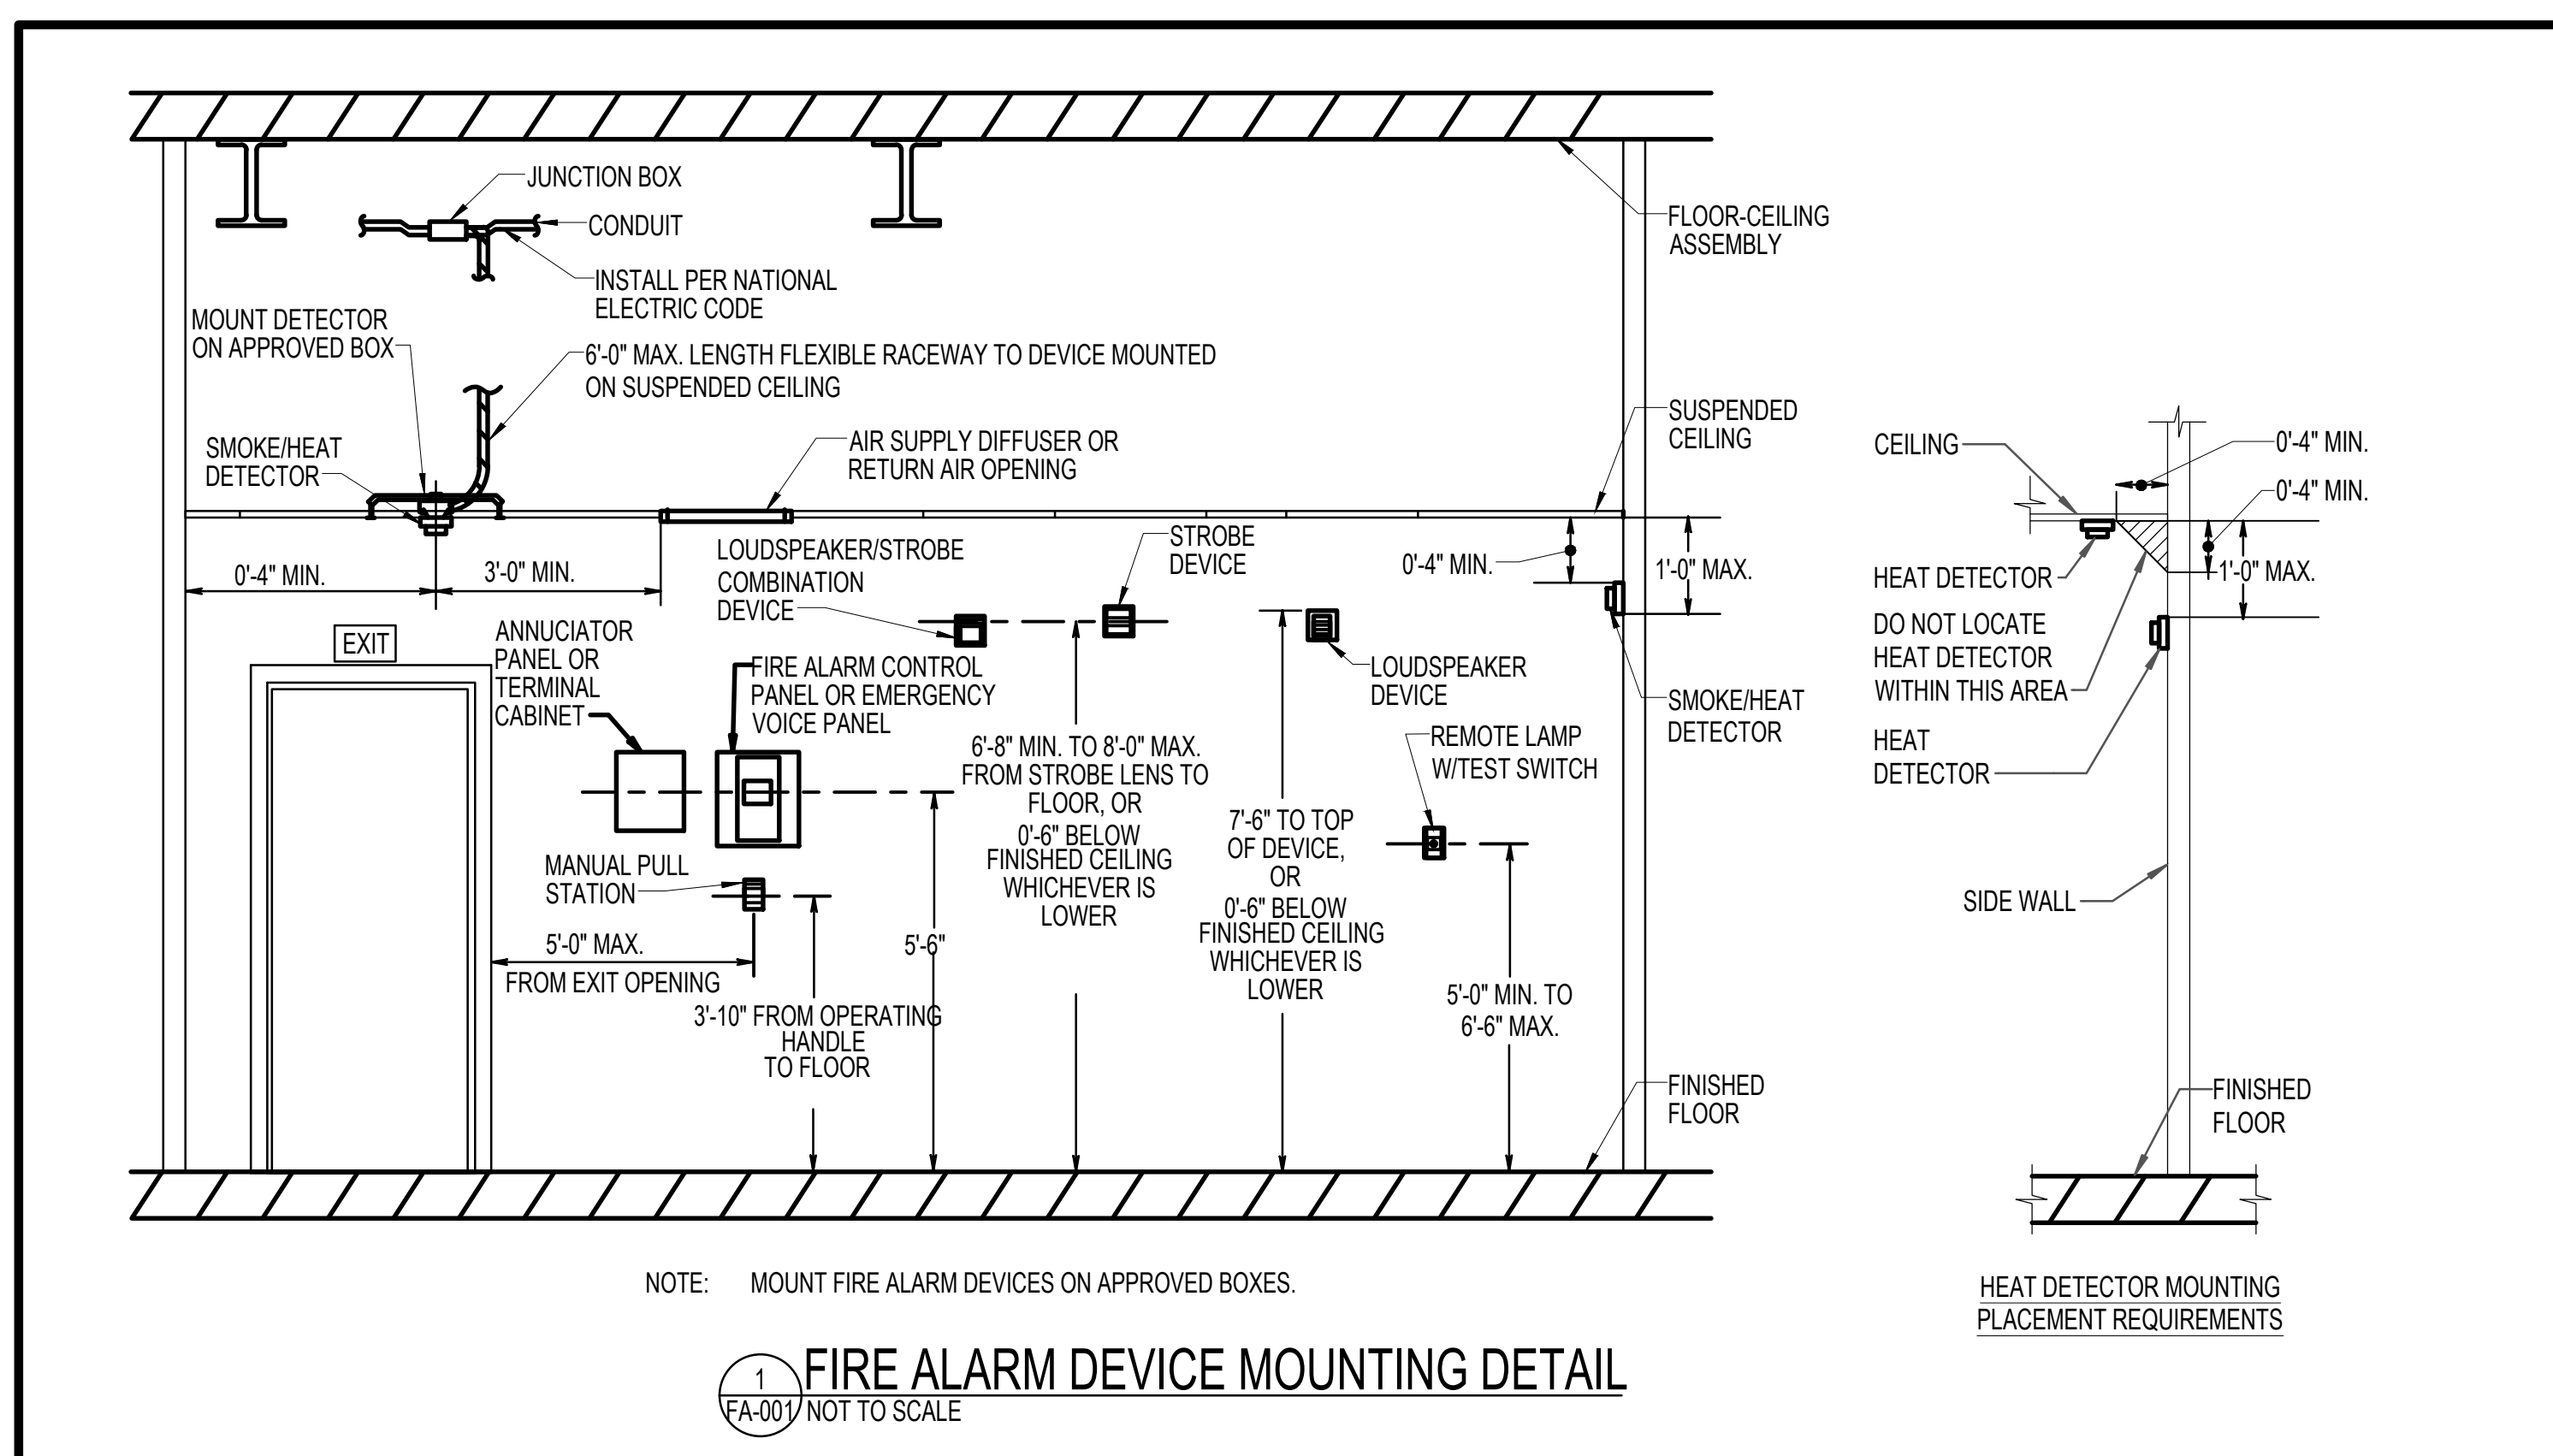 JUNCTION BOX
CONDUIT
INSTALL PER NATIONAL
ELECTRIC CODE
MOUNT DETECTOR
ON APPROVED BOX
6'-0" MAX. LENGTH FLEXIBLE RACEWAY TO DEVICE MOUNTED
ON SUSPENDED CEILING
SMOKE/HEAT
DETECTOR
AIR SUPPLY DIFFUSER OR
RETURN AIR OPENING
FLOOR-CEILING
ASSEMBLY
SUSPENDED
CEILING
0'-4" MIN.
3'-0" MIN.
LOUDSPEAKER/STROBE
COMBINATION
DEVICE
STROBE
DEVICE
0'-4" MIN.
1'-0" MAX.
EXIT
ANNUCIATOR
PANEL OR
TERMINAL
CABINET
FIRE ALARM CONTROL
PANEL OR EMERGENCY
VOICE PANEL
LOUDSPEAKER
DEVICE
SMOKE/HEAT
DETECTOR
REMOTE LAMP
W/TEST SWITCH
6'-8" MIN. TO 8'-0" MAX.
FROM STROBE LENS TO
FLOOR, OR
0'-6" BELOW
FINISHED CEILING
WHICHEVER IS
LOWER
7'-6" TO TOP
OF DEVICE,
OR
0'-6" BELOW
FINISHED CEILING
WHICHEVER IS
LOWER
MANUAL PULL
STATION
5'-0" MAX.
FROM EXIT OPENING
5'-6"
3'-10" FROM OPERATING
HANDLE
TO FLOOR
5'-0" MIN. TO
6'-6" MAX.
FINISHED
FLOOR
CEILING
0'-4" MIN.
0'-4" MIN.
1'-0" MAX.
HEAT DETECTOR
DO NOT LOCATE
HEAT DETECTOR
WITHIN THIS AREA
HEAT
DETECTOR
SIDE WALL
FINISHED
FLOOR
HEAT DETECTOR MOUNTING
PLACEMENT REQUIREMENTS
NOTE: MOUNT FIRE ALARM DEVICES ON APPROVED BOXES.
1
FA-001
FIRE ALARM DEVICE MOUNTING DETAIL
NOT TO SCALE